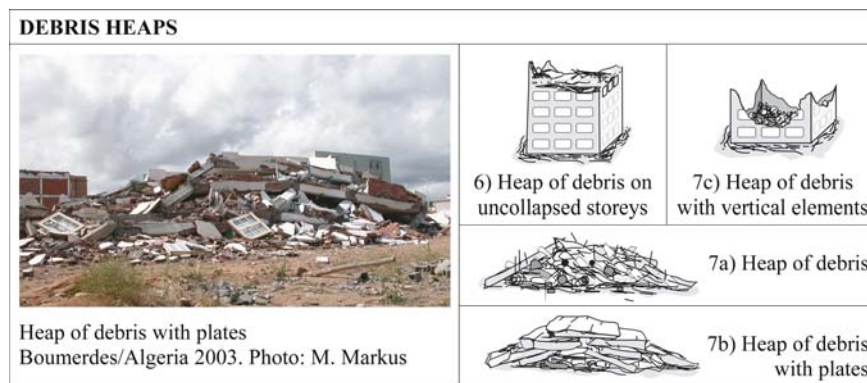 DEBRIS HEAPS
Heap of debris with plates
Boumerdes/Algeria 2003. Photo: M. Markus
6) Heap of debris on
uncollapsed storeys
7c) Heap of debris
with vertical elements
7a) Heap of debris
7b) Heap of debris
with plates